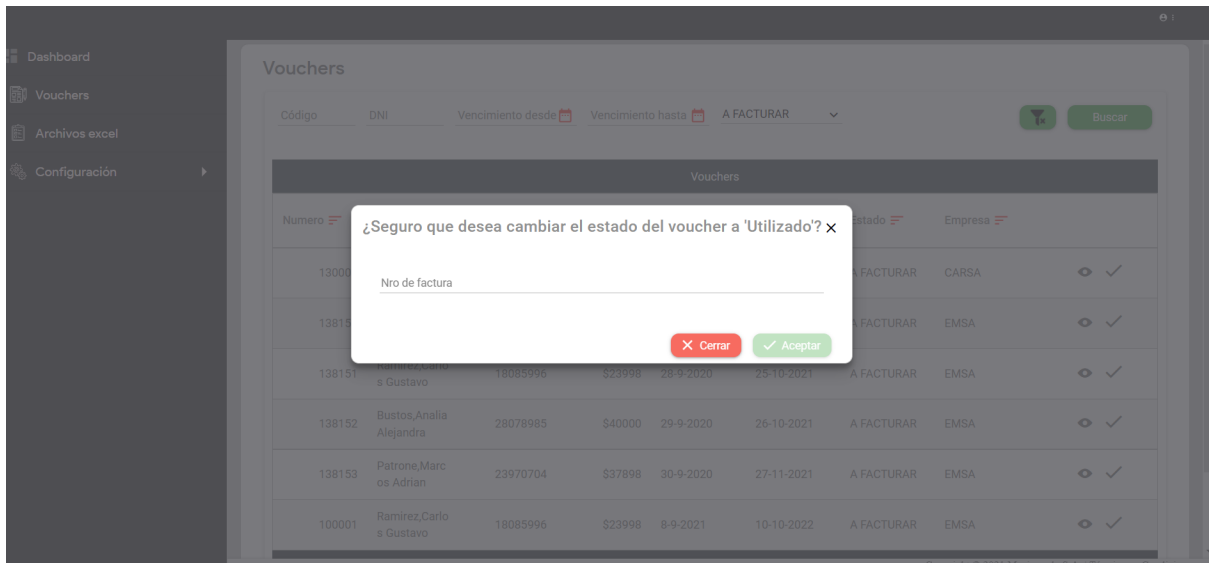 Dashboard
Vouchers
Archivos excel
Configuración
Vouchers
Código DNI Vencimiento desde Vencimiento hasta A FACTURAR Buscar
Vouchers
Numero Estado Empresa
¿Seguro que desea cambiar el estado del voucher a 'Utilizado'?
Nro de factura
Cerrar Aceptar
13000 A FACTURAR CARSA
13815 A FACTURAR EMSA
138151 Ramirez,Carlo
s Gustavo 18085996 $23998 28-9-2020 25-10-2021 A FACTURAR EMSA
138152 Bustos,Analia
Alejandra 28078985 $40000 29-9-2020 26-10-2021 A FACTURAR EMSA
138153 Patrone,Marc
os Adrian 23970704 $37898 30-9-2020 27-11-2021 A FACTURAR EMSA
100001 Ramirez,Carlo
s Gustavo 18085996 $23998 8-9-2021 10-10-2022 A FACTURAR EMSA